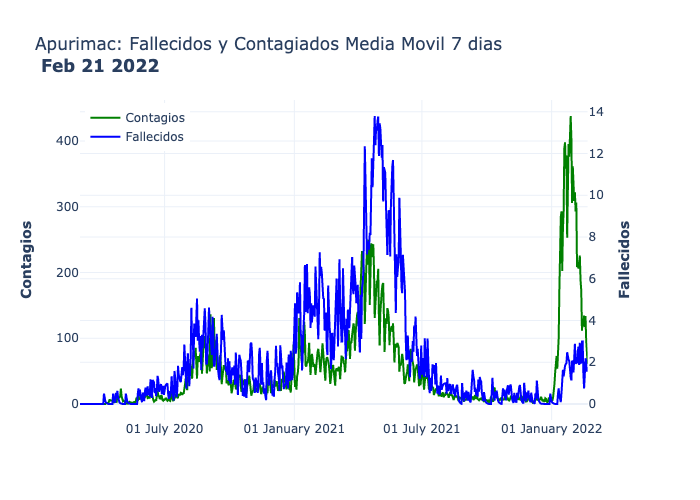 Apurimac: Fallecidos y Contagiados Media Movil 7 dias
Feb 21 2022
Contagios
Fallecidos
400
300
200
100
0
14
12
10
8
6
4
2
0
Contagios
Fallecidos
01 July 2020
01 January 2021
01 July 2021
01 January 2022